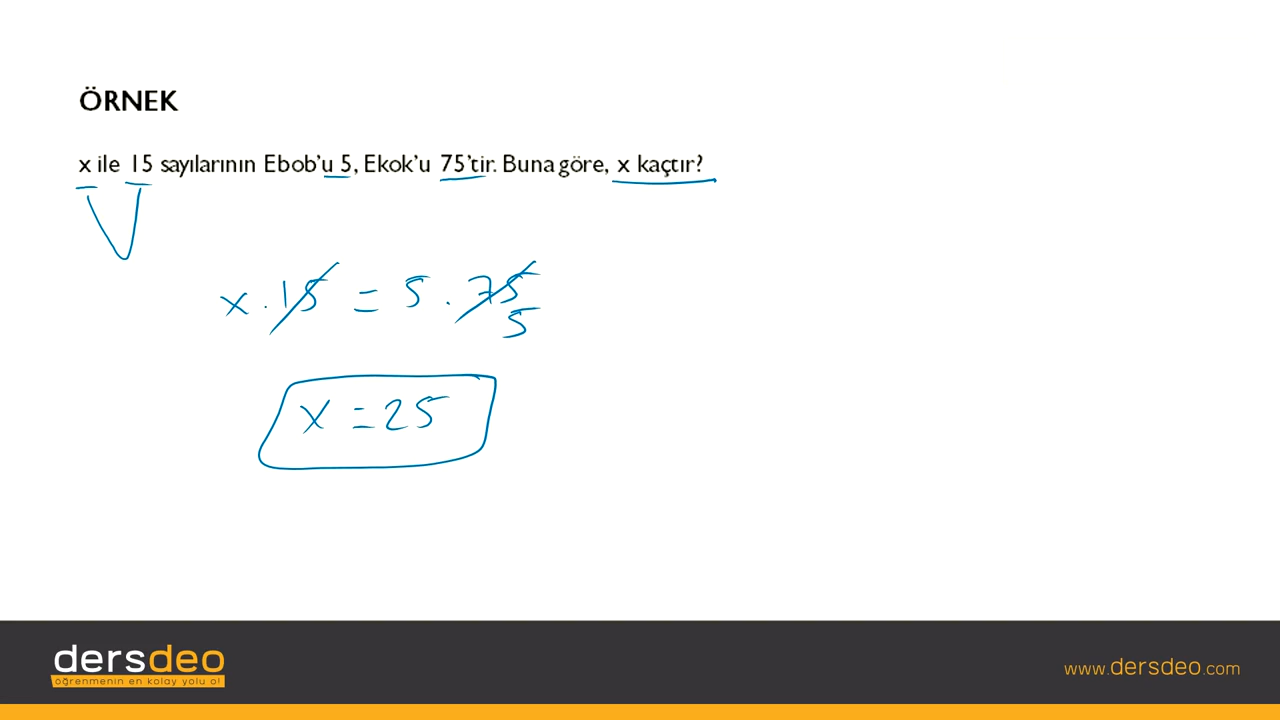 ÖRNEK
x ile 15 sayılarının Ebob'u 5, Ekok'u 75'tir. Buna göre, x kaçtır?
x . 15 = 5 . 75
5
x = 25
dersdeo
öğrenmenin en kolay yolu o!
www.dersdeo.com